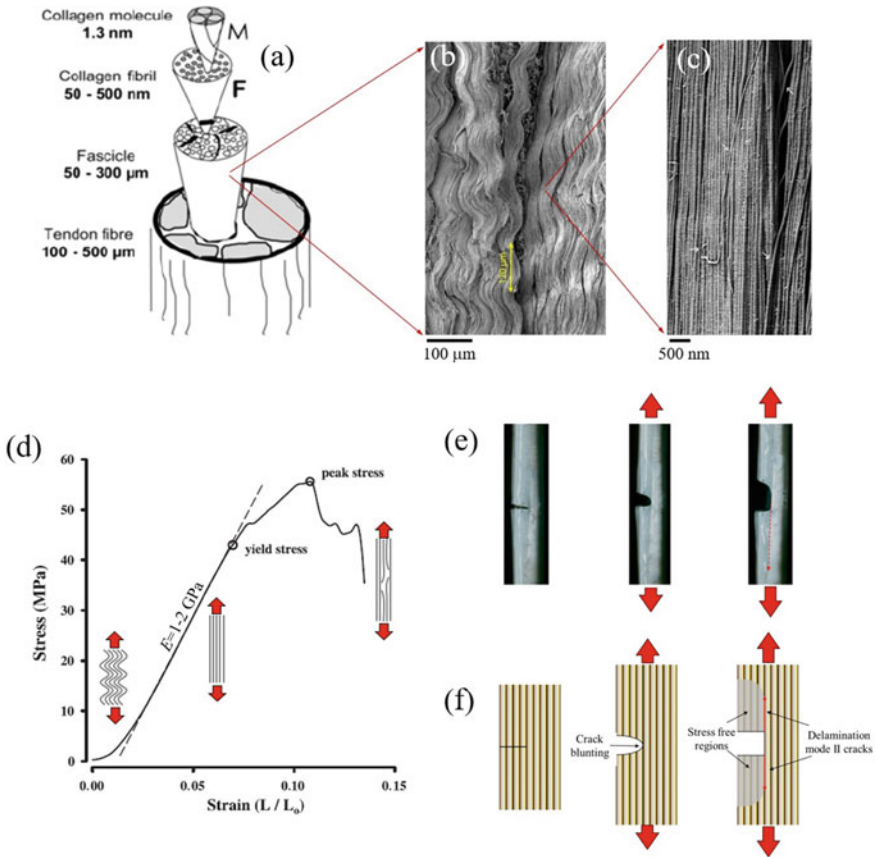 Collagen molecule
1.3 nm
M
(a)
Collagen fibril
50 - 500 nm
F
Fascicle
50 - 300 µm
Tendon fibre
100 - 500 µm
(b)
120 µm
100 µm
(c)
500 nm
(d)
60
50
40
30
20
10
0
Stress (MPa)
peak stress
yield stress
E=1-2 GPa
0.00
0.05
0.10
0.15
Strain (L / Lo)
(e)
(f)
Crack
blunting
Stress free
regions
Delamination
mode II cracks